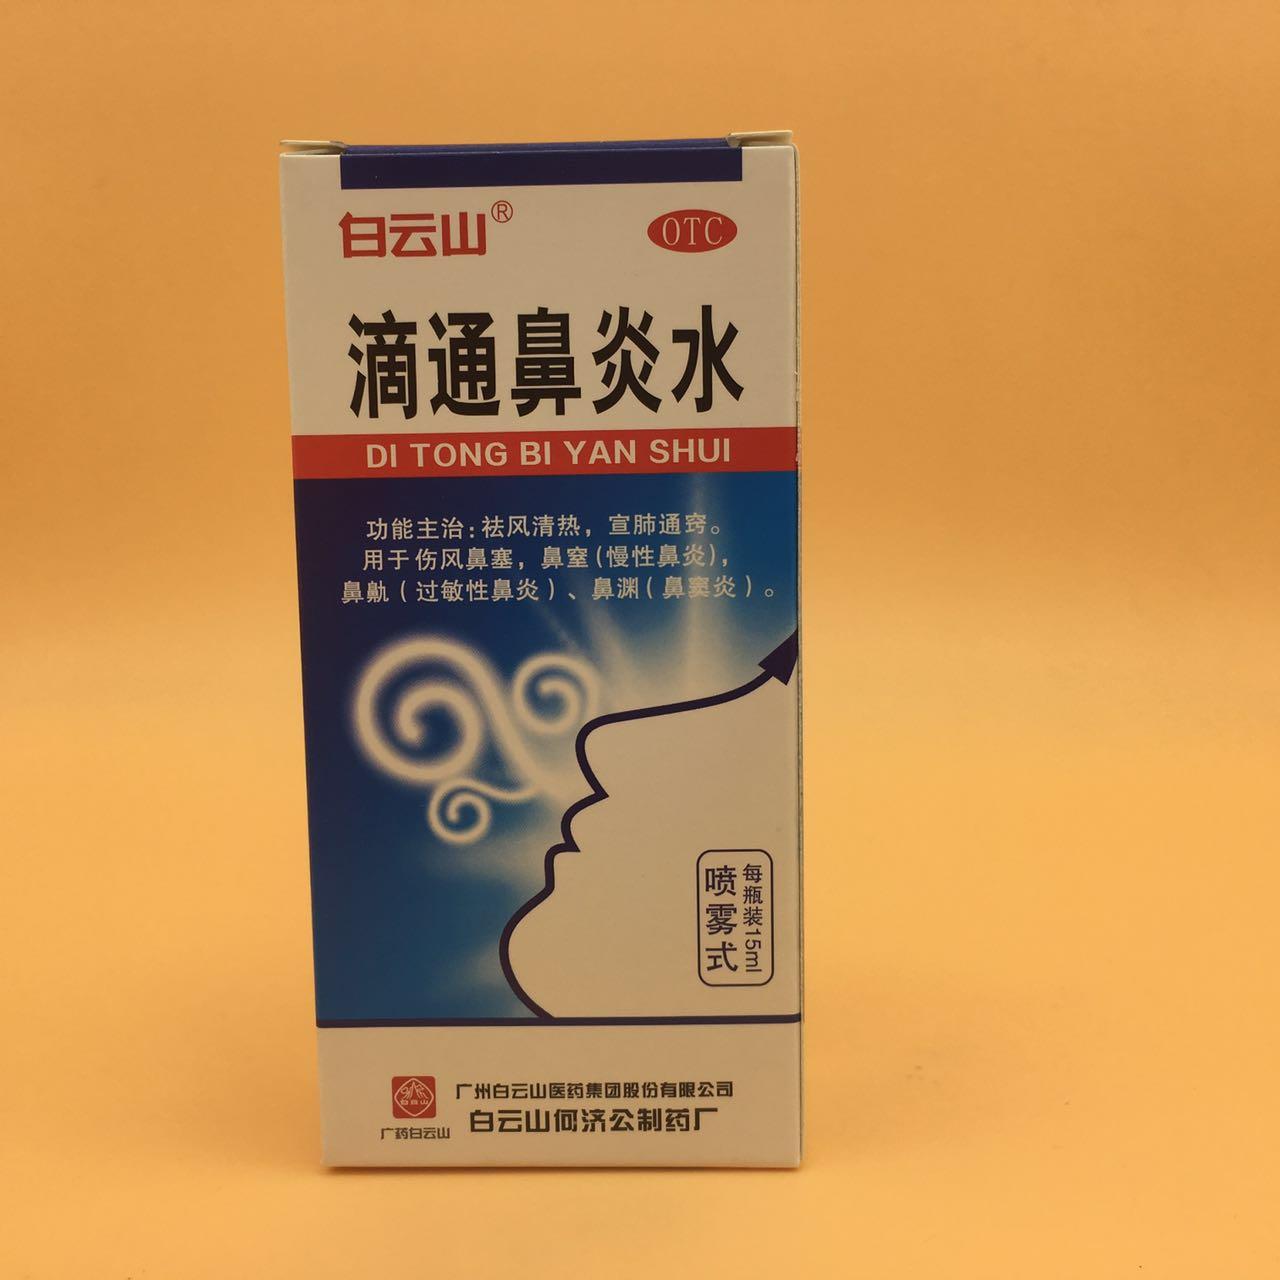 白云山®
OTC
滴通鼻炎水
DI TONG BI YAN SHUI
功能主治：祛风清热，宣肺通窍。
用于伤风鼻塞，鼻窒(慢性鼻炎)，
鼻鼽（过敏性鼻炎）、鼻渊（鼻窦炎）。
每瓶装15ml
喷雾式
白云山
广药白云山
广州白云山医药集团股份有限公司
白云山何济公制药厂